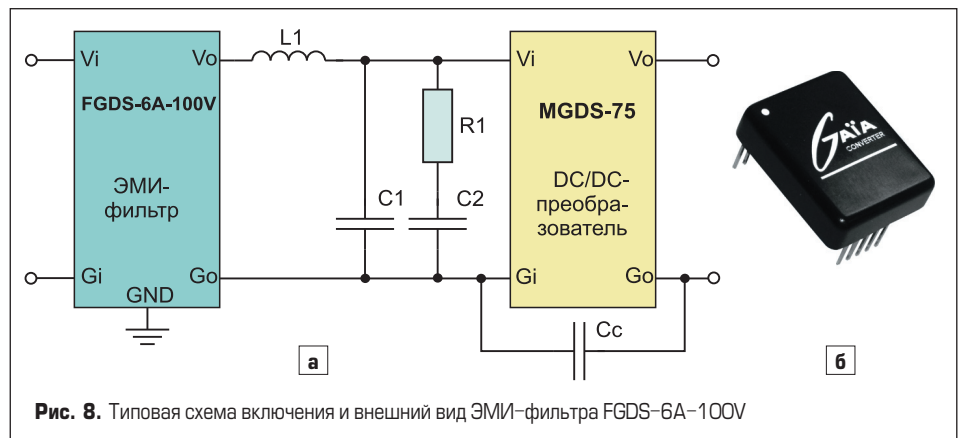 L1
Vi
Vo
Vi
Vo
FGDS-6A-100V
MGDS-75
R1
ЭМИ-
фильтр
DC/DC-
преобра-
зователь
C1
C2
Gi
Go
Gi
Go
GND
Cc
GAÏA
CONVERTER
а
б
Рис. 8. Типовая схема включения и внешний вид ЭМИ-фильтра FGDS-6A-100V